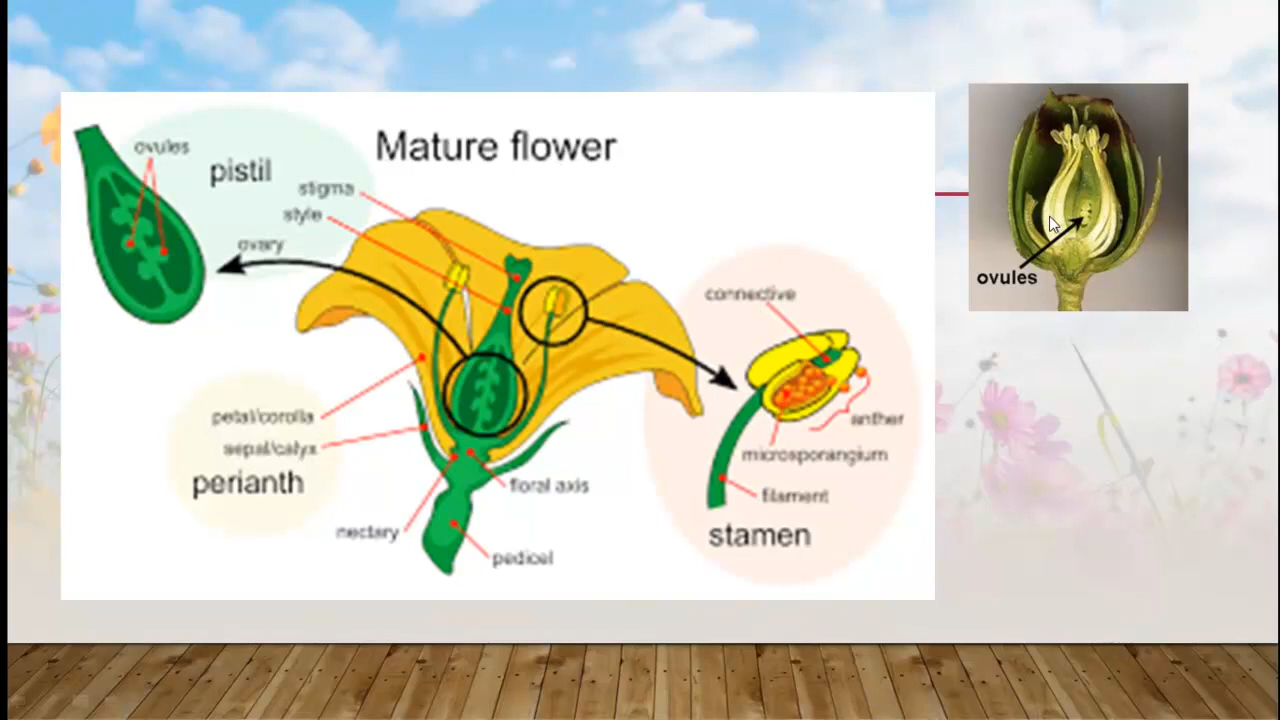 Mature flower
ovules
pistil
stigma
style
ovary
petal/corolla
sepal/calyx
perianth
nectary
floral axis
pedicel
connective
anther
microsporangium
filament
stamen
ovules